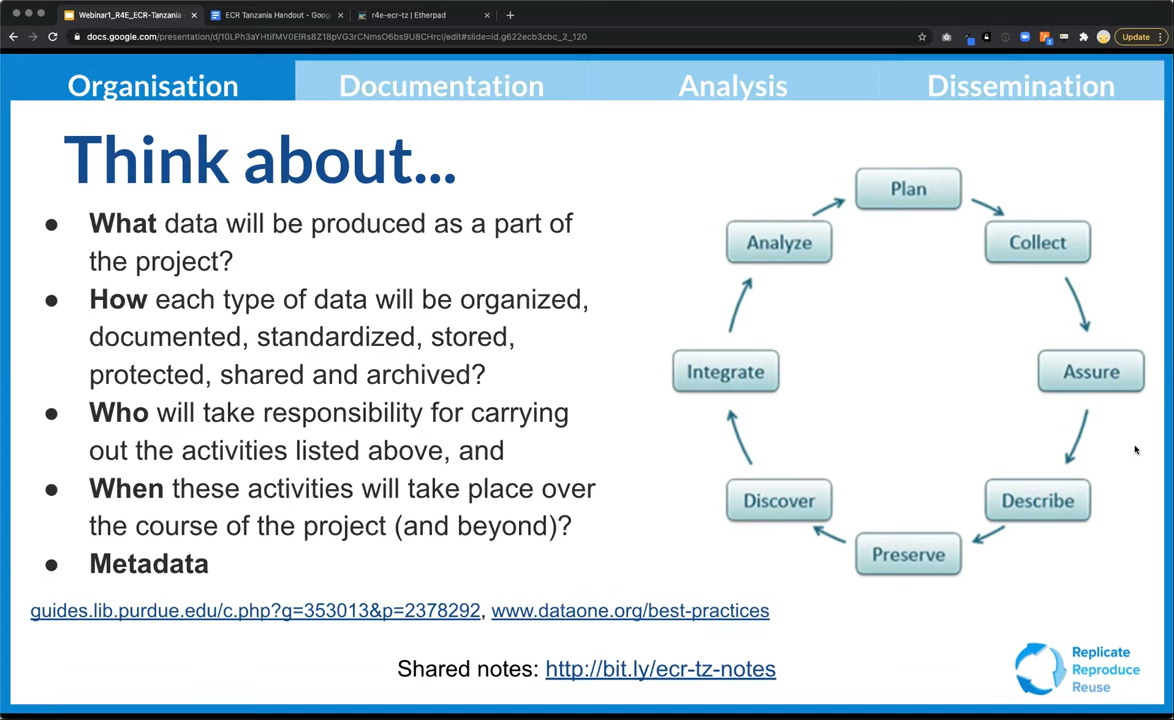 Webinar1_R4E_ECR-Tanzania
ECR Tanzania Handout - Goog
r4e-ecr-tz | Etherpad
docs.google.com/presentation/d/10LPh3aYHtifMV0ElRs8Z18pVG3rCNmsO6bs9U8CHrcI/edit#slide=id.g622ecb3cbc_2_120
Update
Organisation
Documentation
Analysis
Dissemination
Think about...
What data will be produced as a part of
the project?
How each type of data will be organized,
documented, standardized, stored,
protected, shared and archived?
Who will take responsibility for carrying
out the activities listed above, and
When these activities will take place over
the course of the project (and beyond)?
Metadata
Plan
Collect
Assure
Describe
Preserve
Discover
Integrate
Analyze
guides.lib.purdue.edu/c.php?g=353013&p=2378292, www.dataone.org/best-practices
Shared notes: http://bit.ly/ecr-tz-notes
Replicate
Reproduce
Reuse